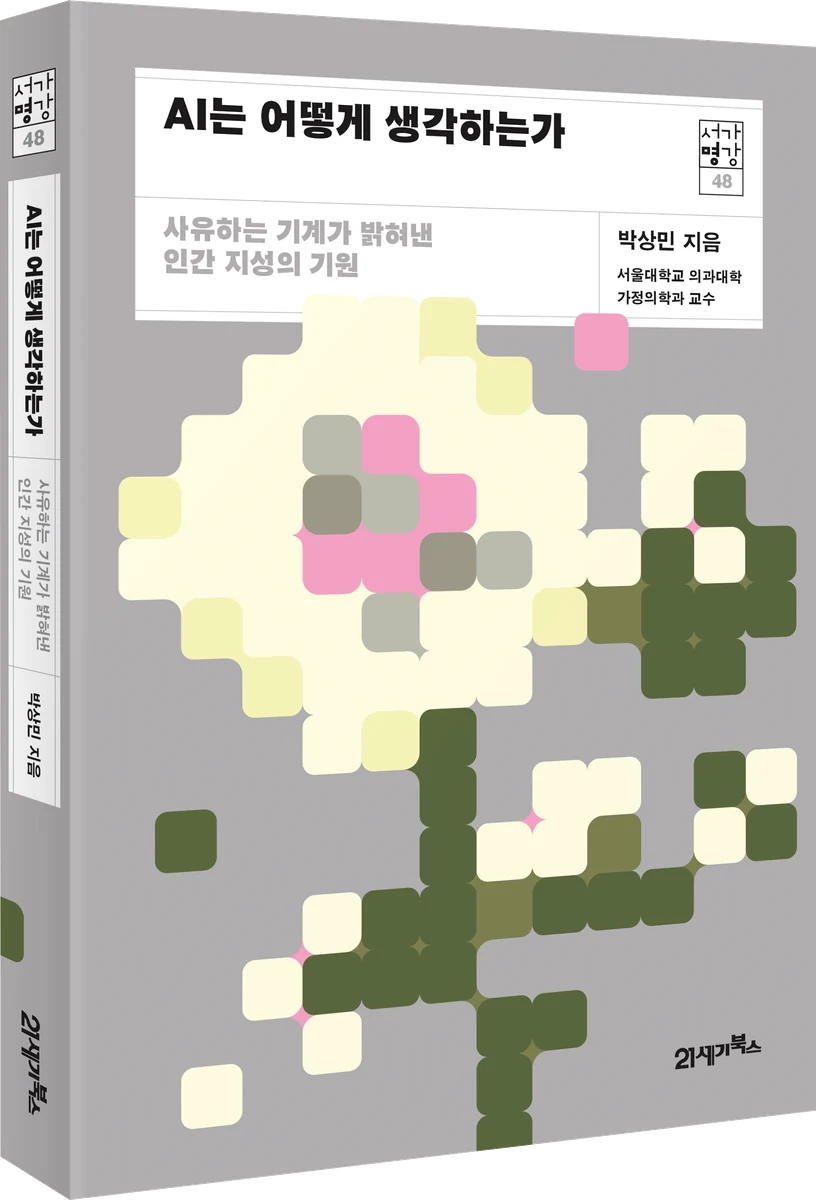 서가
명강
48
AI는 어떻게 생각하는가
사유하는 기계가 밝혀낸
인간 지성의 기원
박상민 지음
21세기북스
AI는 어떻게 생각하는가
서가
명강
48
사유하는 기계가 밝혀낸
인간 지성의 기원
박상민 지음
서울대학교 의과대학
가정의학과 교수
21세기북스